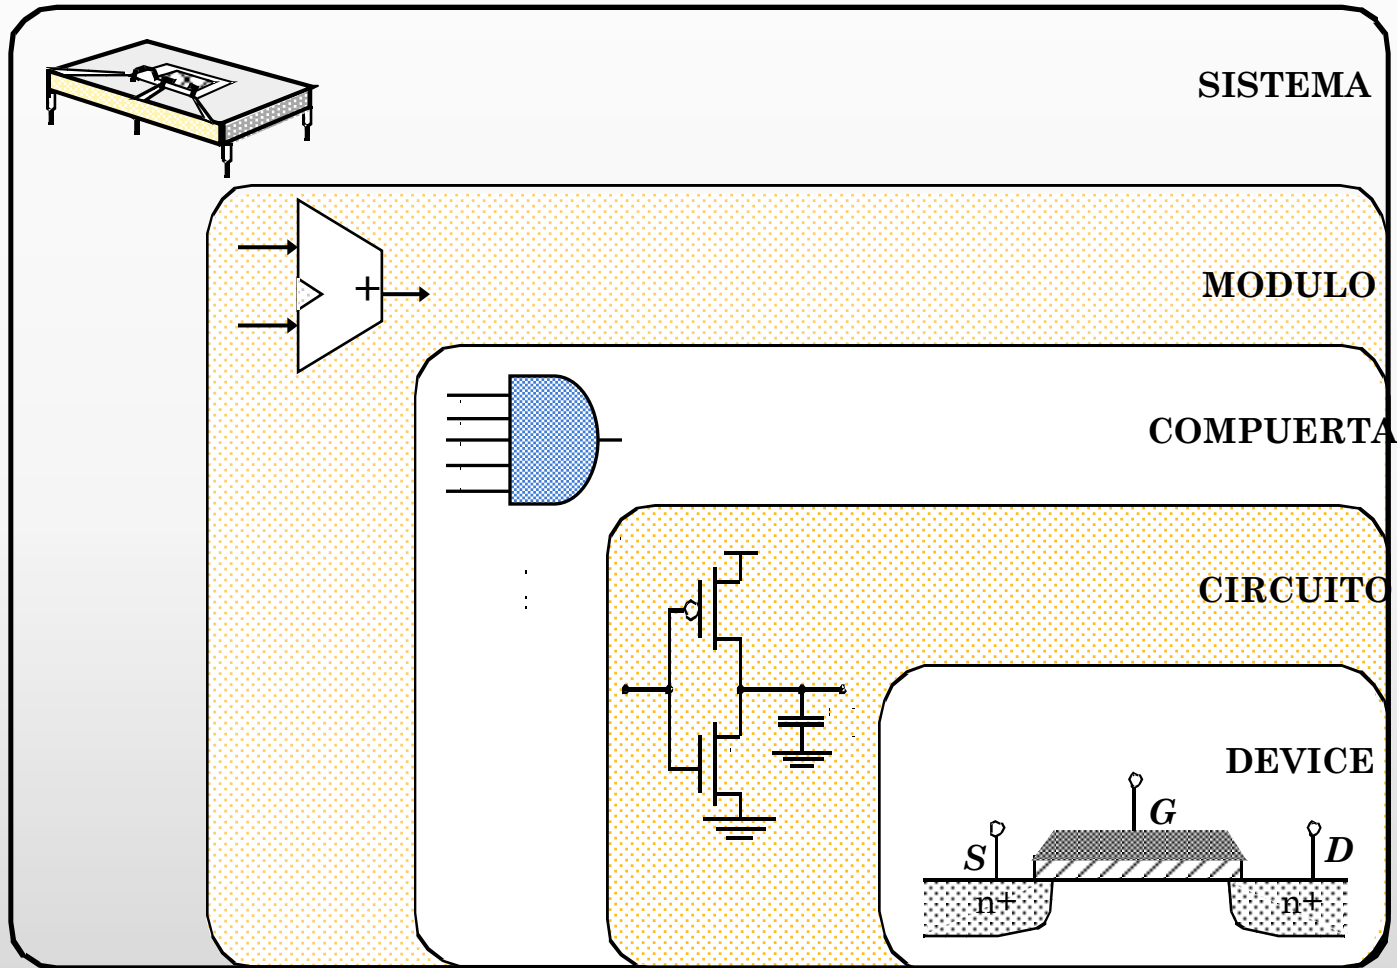 SISTEMA
MODULO
+
COMPUERTA
CIRCUITO
DEVICE
G
S
D
n+
n+